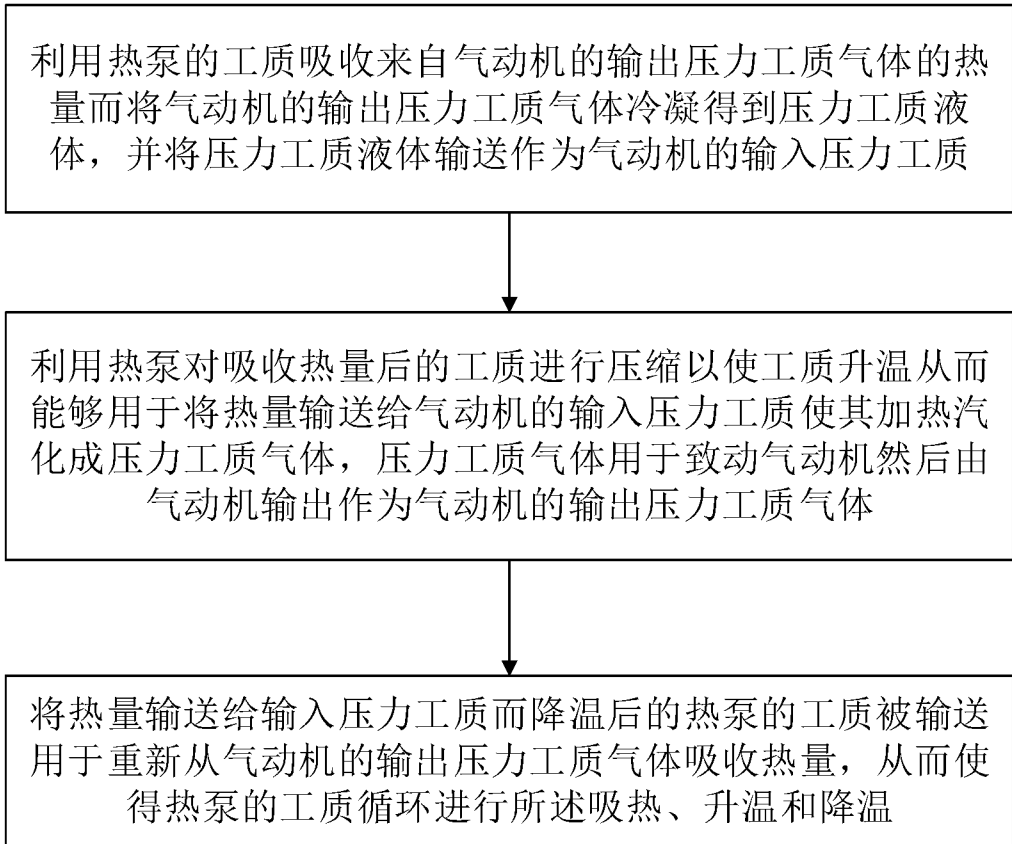 利用热泵的工质吸收来自气动机的输出压力工质气体的热
量而将气动机的输出压力工质气体冷凝得到压力工质液
体，并将压力工质液体输送作为气动机的输入压力工质
利用热泵对吸收热量后的工质进行压缩以使工质升温从而
能够用于将热量输送给气动机的输入压力工质使其加热汽
化成压力工质气体，压力工质气体用于致动气动机然后由
气动机输出作为气动机的输出压力工质气体
将热量输送给输入压力工质而降温后的热泵的工质被输送
用于重新从气动机的输出压力工质气体吸收热量，从而使
得热泵的工质循环进行所述吸热、升温和降温